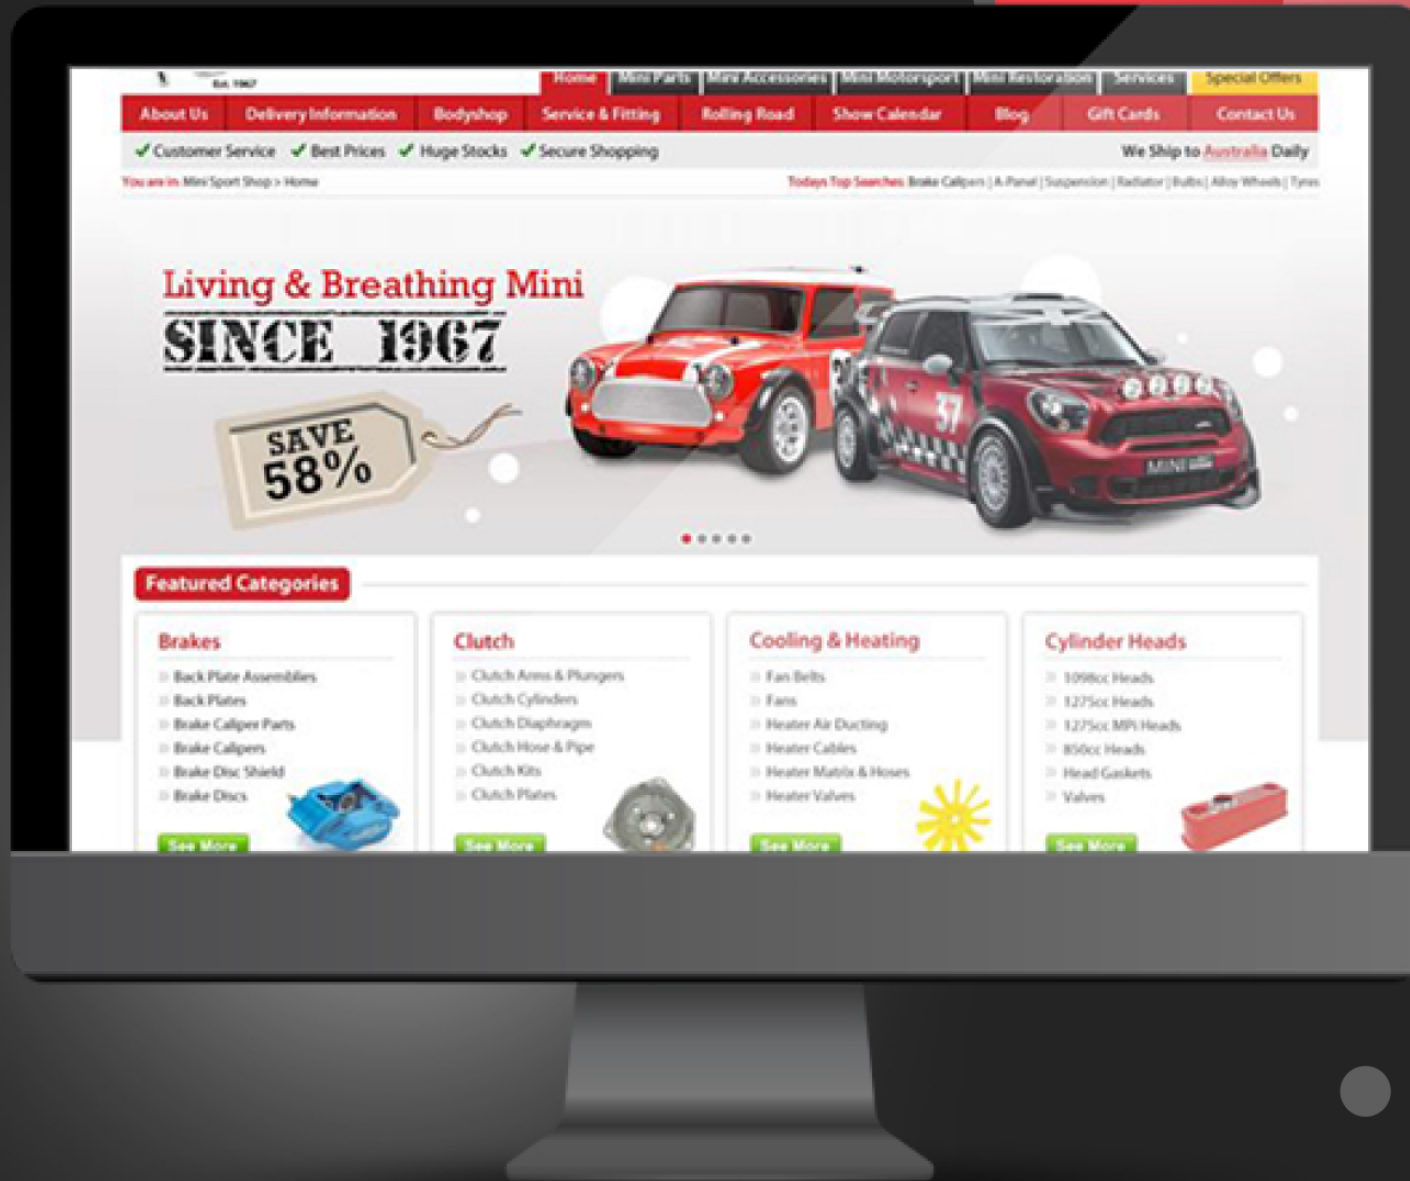 Est. 1967
Home Mini Parts Mini Accessories Mini Motorsport Mini Restoration Services Special Offers
About Us Delivery Information Bodyshop Service & Fitting Rolling Road Show Calendar Blog Gift Cards Contact Us
Customer Service Best Prices Huge Stocks Secure Shopping We Ship to Australia Daily
You are in: Mini Sport Shop > Home Todays Top Searches: Brake Calipers | A-Panel | Suspension | Radiator | Bulbs | Alloy Wheels | Tyres
Living & Breathing Mini
SINCE 1967
SAVE
58%
37
MINI
Featured Categories
Brakes
Back Plate Assemblies
Back Plates
Brake Caliper Parts
Brake Calipers
Brake Disc Shield
Brake Discs
See More
Clutch
Clutch Arms & Plungers
Clutch Cylinders
Clutch Diaphragm
Clutch Hose & Pipe
Clutch Kits
Clutch Plates
See More
Cooling & Heating
Fan Belts
Fans
Heater Air Ducting
Heater Cables
Heater Matrix & Hoses
Heater Valves
See More
Cylinder Heads
1098cc Heads
1275cc Heads
1275cc MPi Heads
850cc Heads
Head Gaskets
Valves
See More